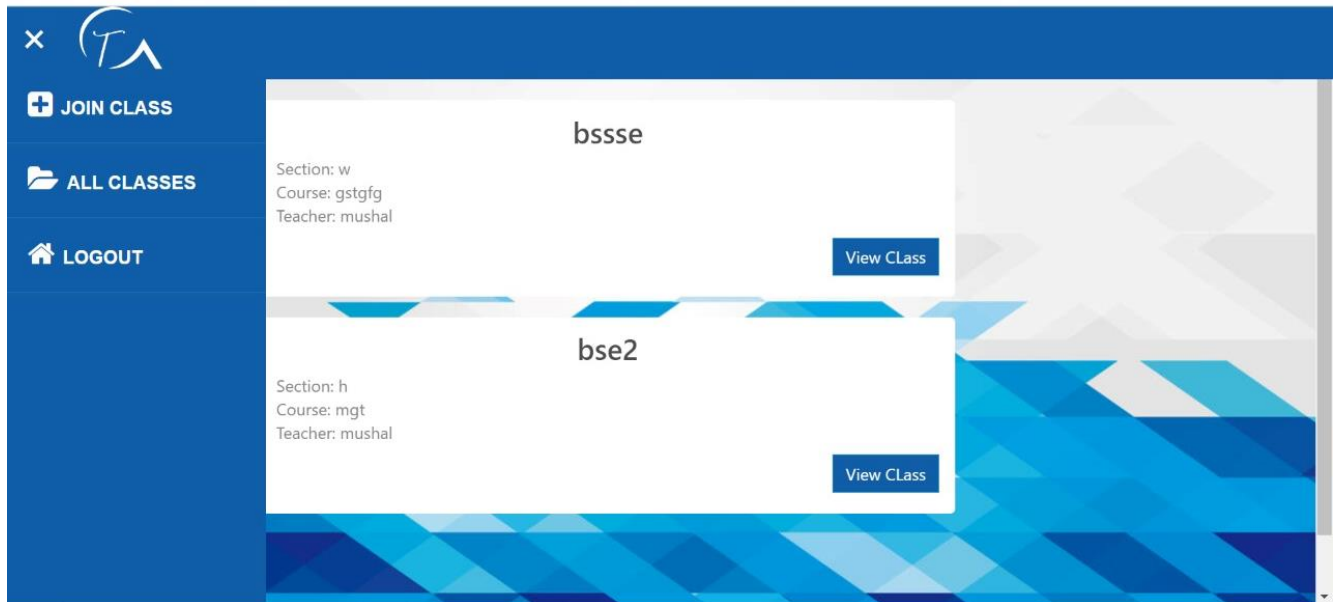 TA
JOIN CLASS
ALL CLASSES
LOGOUT
bssse
Section: w
Course: gstgfg
Teacher: mushal
View CLass
bse2
Section: h
Course: mgt
Teacher: mushal
View CLass